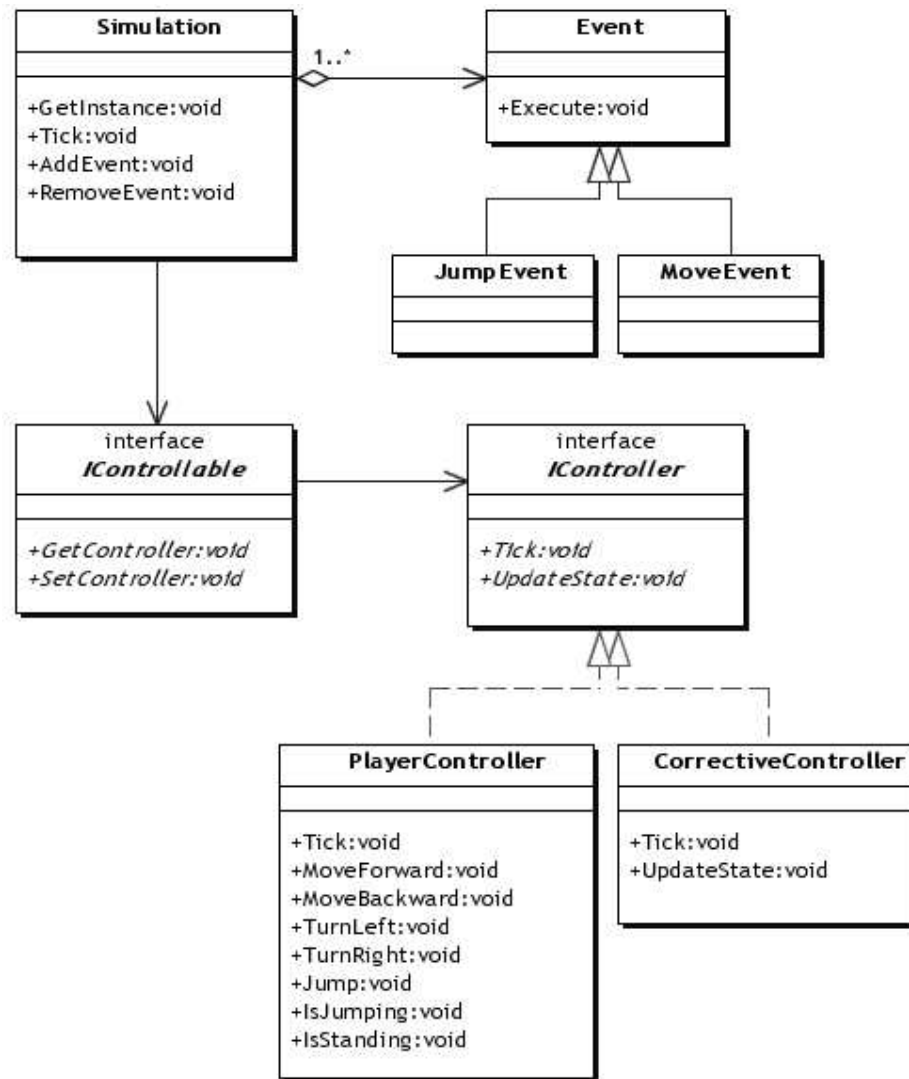 Simulation
+GetInstance:void
+Tick:void
+AddEvent:void
+RemoveEvent:void
1..*
Event
+Execute:void
JumpEvent
MoveEvent
interface
IControllable
+GetController:void
+SetController:void
interface
IController
+Tick:void
+UpdateState:void
PlayerController
+Tick:void
+MoveForward:void
+MoveBackward:void
+TurnLeft:void
+TurnRight:void
+Jump:void
+IsJumping:void
+IsStanding:void
CorrectiveController
+Tick:void
+UpdateState:void